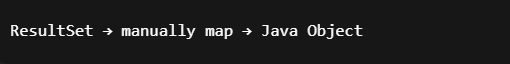 ResultSet → manually map → Java Object